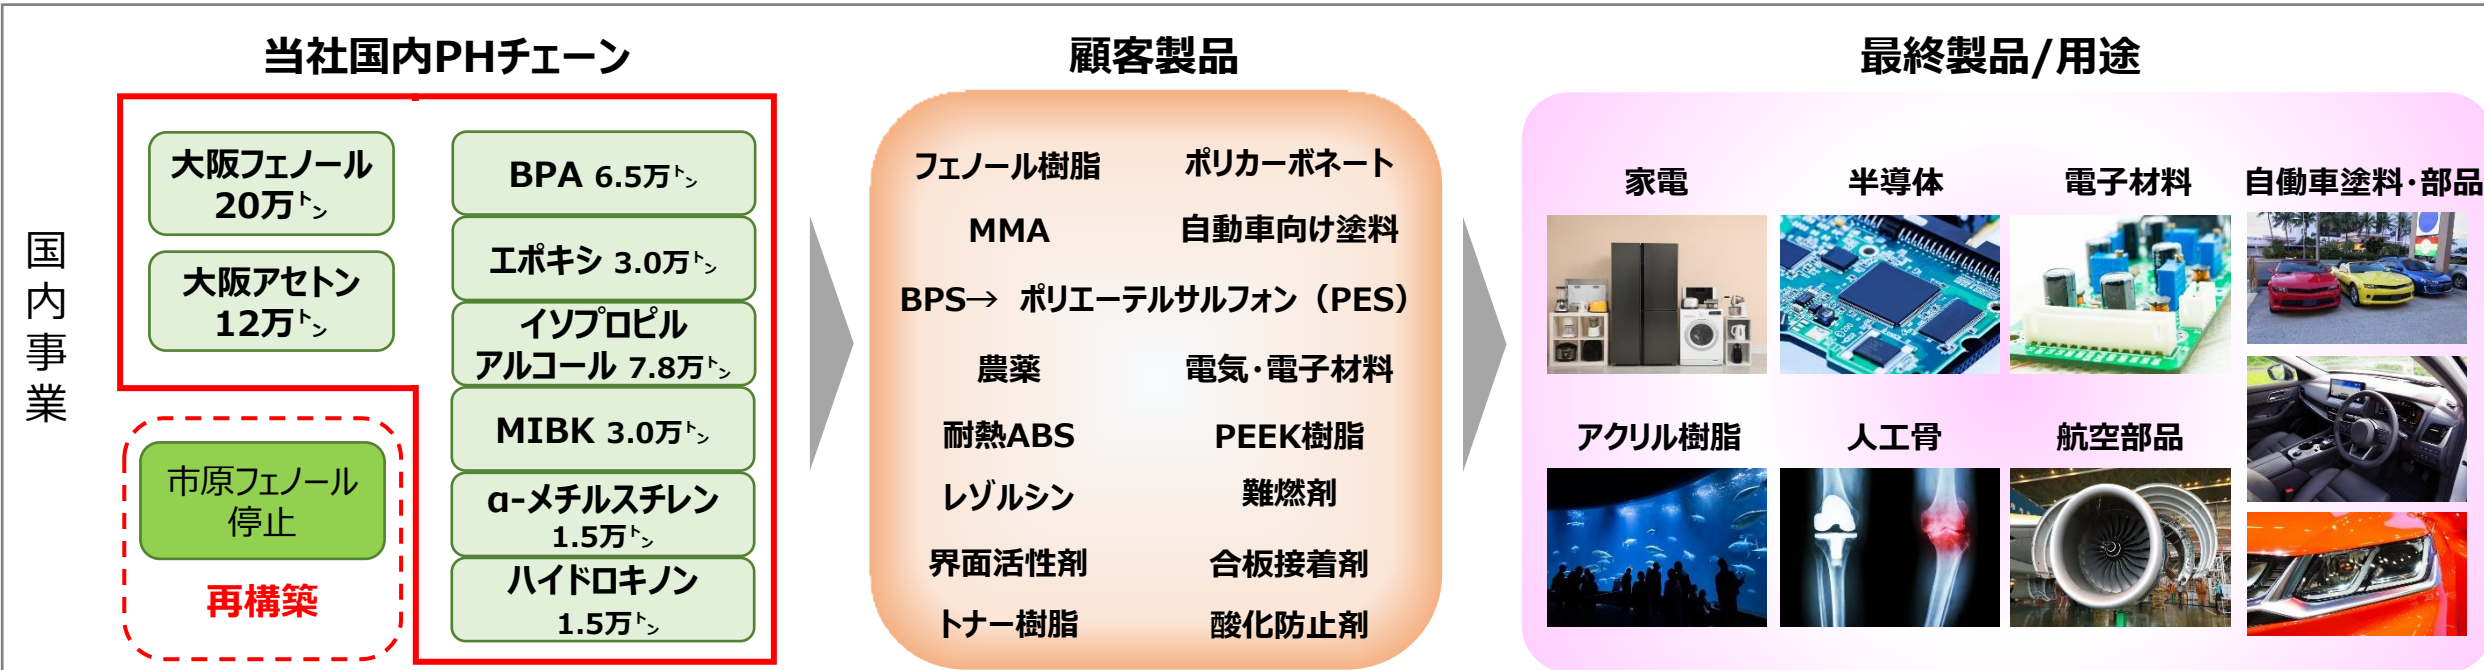 当社国内PHチェーン
国内事業
大阪フェノール
20万㌧
大阪アセトン
12万㌧
市原フェノール
停止
再構築
BPA 6.5万㌧
エポキシ 3.0万㌧
イソプロピル
アルコール 7.8万㌧
MIBK 3.0万㌧
α-メチルスチレン
1.5万㌧
ハイドロキノン
1.5万㌧
顧客製品
フェノール樹脂 ポリカーボネート
MMA 自動車向け塗料
BPS→ ポリエーテルサルフォン（PES）
農薬 電気・電子材料
耐熱ABS PEEK樹脂
レゾルシン 難燃剤
界面活性剤 合板接着剤
トナー樹脂 酸化防止剤
最終製品/用途
家電 半導体 電子材料 自働車塗料・部品
アクリル樹脂 人工骨 航空部品